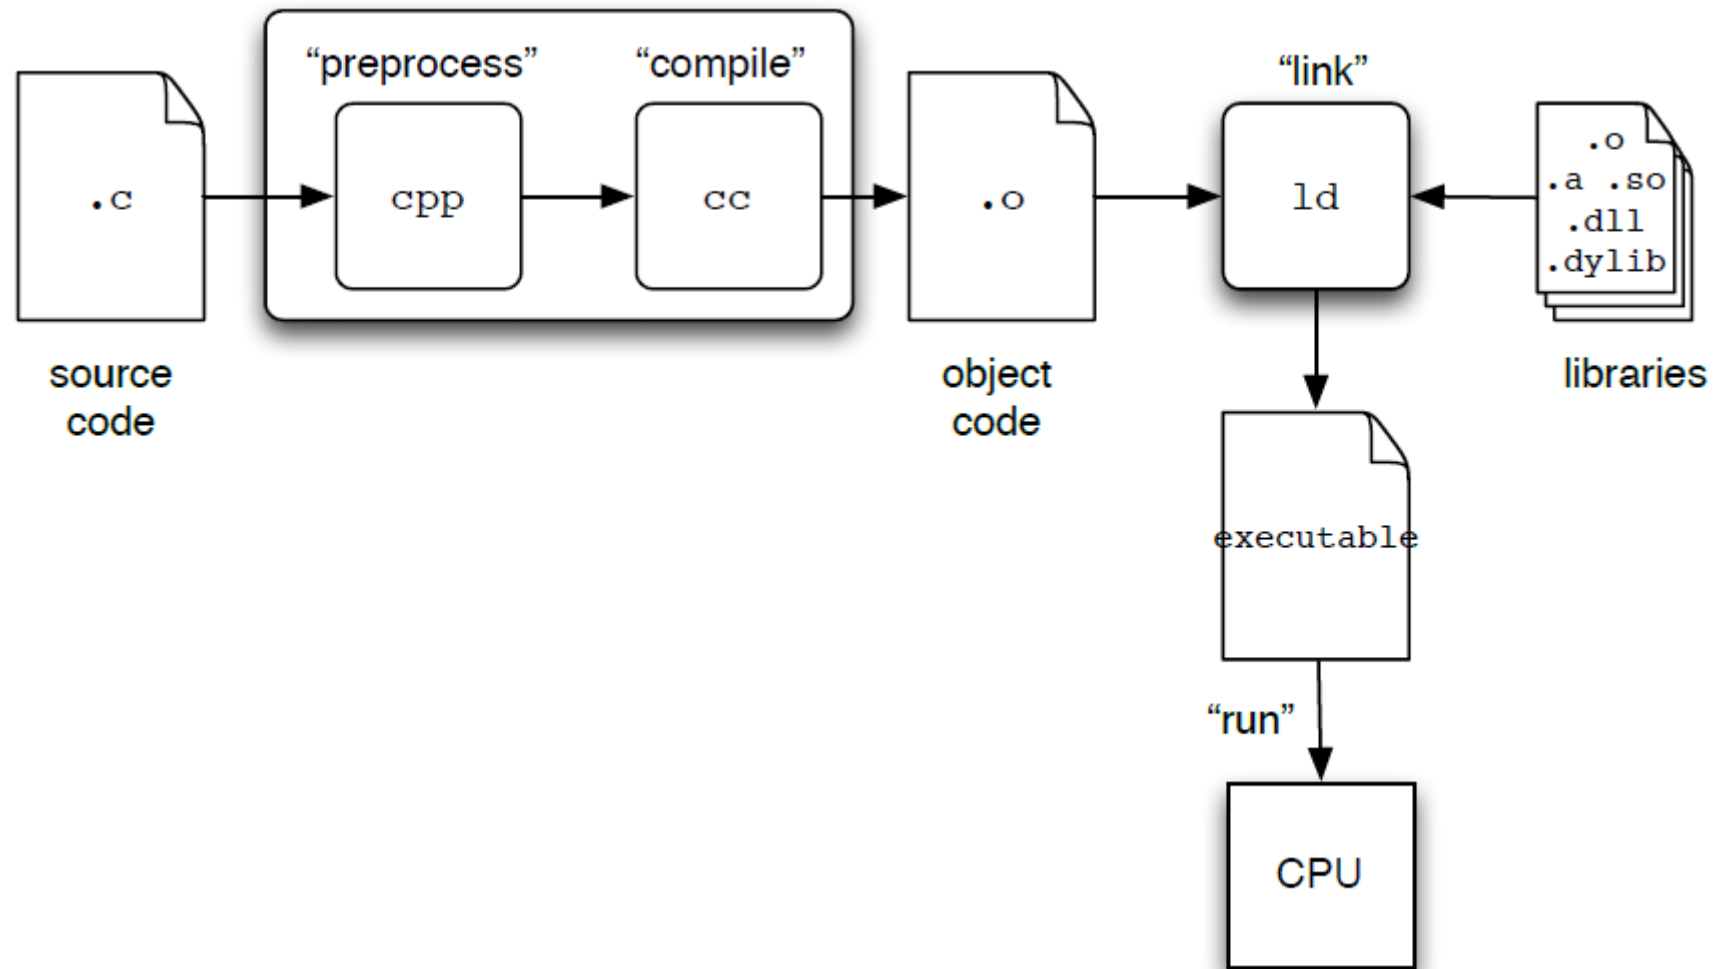 “preprocess”
“compile”
“link”
.c
cpp
cc
.o
ld
.o
.a .so
.dll
.dylib
source
code
object
code
libraries
executable
“run”
CPU